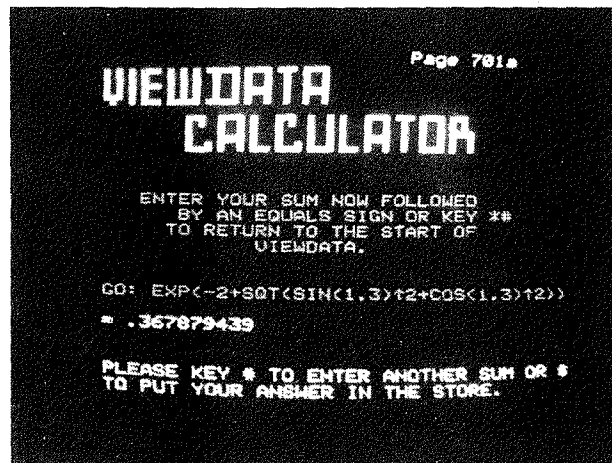 Page 701a
VIEWDATA
CALCULATOR
ENTER YOUR SUM NOW FOLLOWED
BY AN EQUALS SIGN OR KEY *#
TO RETURN TO THE START OF
VIEWDATA.
GO: EXP(-2+SQT(SIN(1.3)↑2+COS(1.3)↑2))
= .367879439
PLEASE KEY # TO ENTER ANOTHER SUM OR $
TO PUT YOUR ANSWER IN THE STORE.